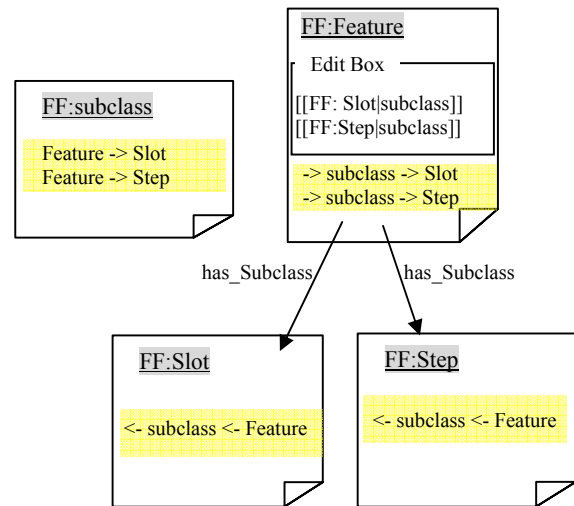 FF:subclass
Feature -> Slot
Feature -> Step
FF:Feature
Edit Box
[[FF: Slot|subclass]]
[[FF:Step|subclass]]
-> subclass -> Slot
-> subclass -> Step
has_Subclass
has_Subclass
FF:Slot
<- subclass <- Feature
FF:Step
<- subclass <- Feature